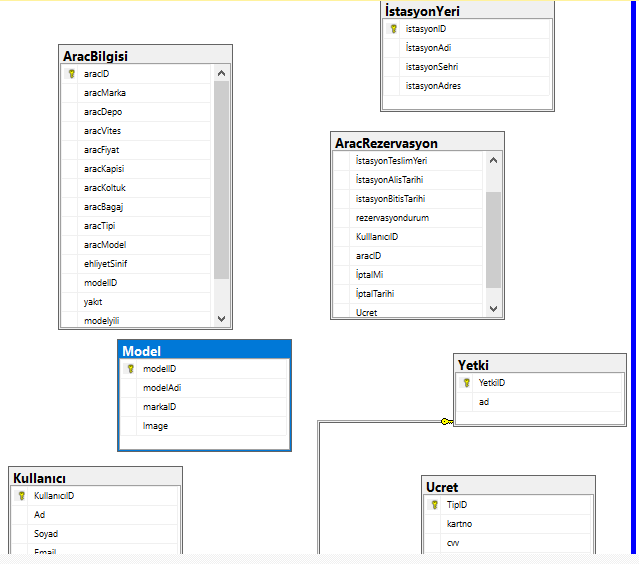 İstasyonYeri
istasyonID
İstasyonAdi
istasyonSehri
istasyonAdres
AracBilgisi
aracID
aracMarka
aracDepo
aracVites
aracFiyat
aracKapisi
aracKoltuk
aracBagaj
aracTipi
aracModel
ehliyetSinif
modelID
yakıt
modelyili
AracRezervasyon
İstasyonTeslimYeri
İstasyonAlisTarihi
istasyonBitisTarihi
rezervasyondurum
KulllanıcıID
aracID
İptalMi
İptalTarihi
Ucret
Model
modelID
modelAdi
markaID
Image
Yetki
YetkiID
ad
Kullanıcı
KullanıcıID
Ad
Soyad
Email
Ucret
TipID
kartno
cvv